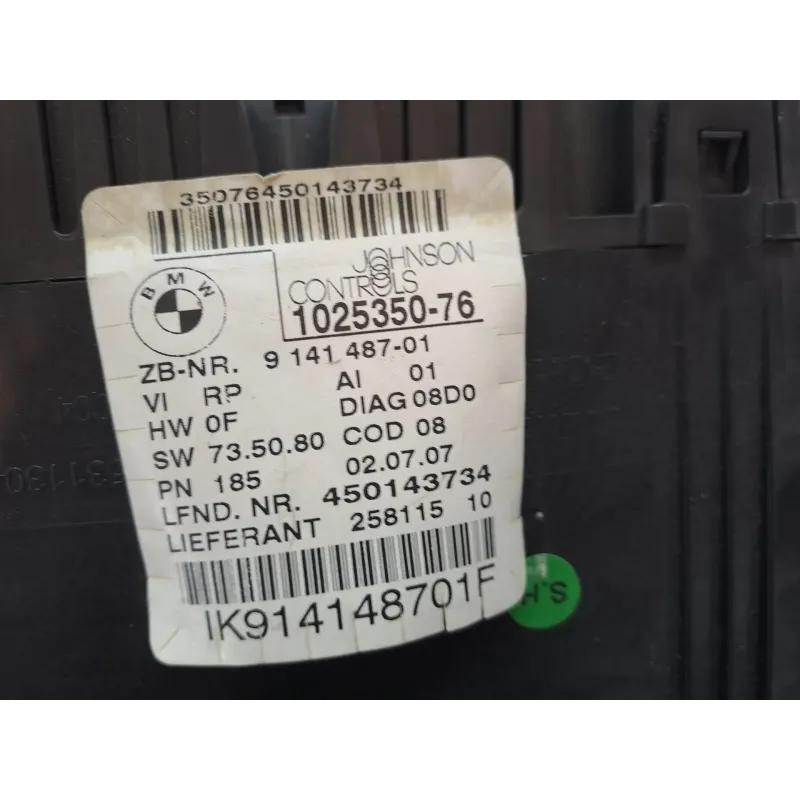 35076450143734
BMW
JOHNSON
CONTROLS
1025350-76
ZB-NR. 9 141 487-01
VI RP AI 01
HW 0F DIAG 08D0
SW 73.50.80 COD 08
PN 185 02.07.07
LFND. NR. 450143734
LIEFERANT 258115 10
IK914148701F
S.H